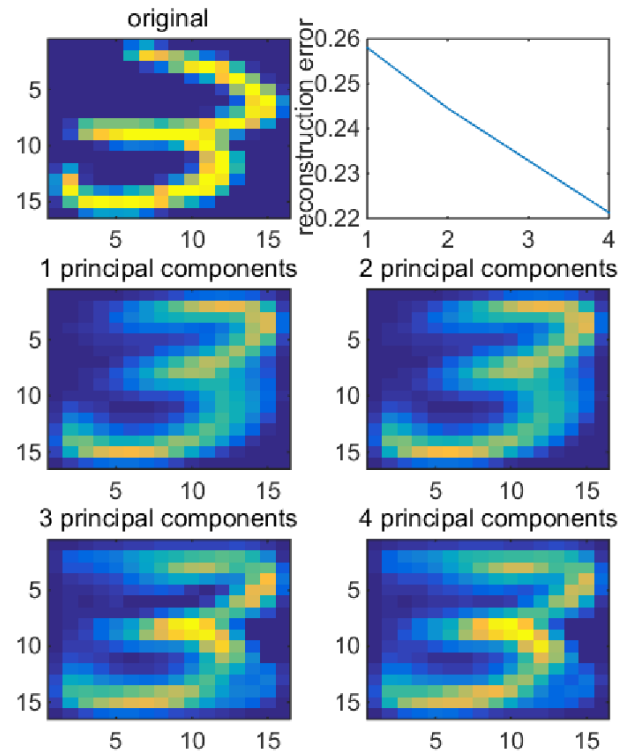 original
5
10
15
5 10 15
reconstruction error
0.26
0.25
0.24
0.23
0.22
1 2 3 4
1 principal components
5
10
15
5 10 15
2 principal components
5
10
15
5 10 15
3 principal components
5
10
15
5 10 15
4 principal components
5
10
15
5 10 15